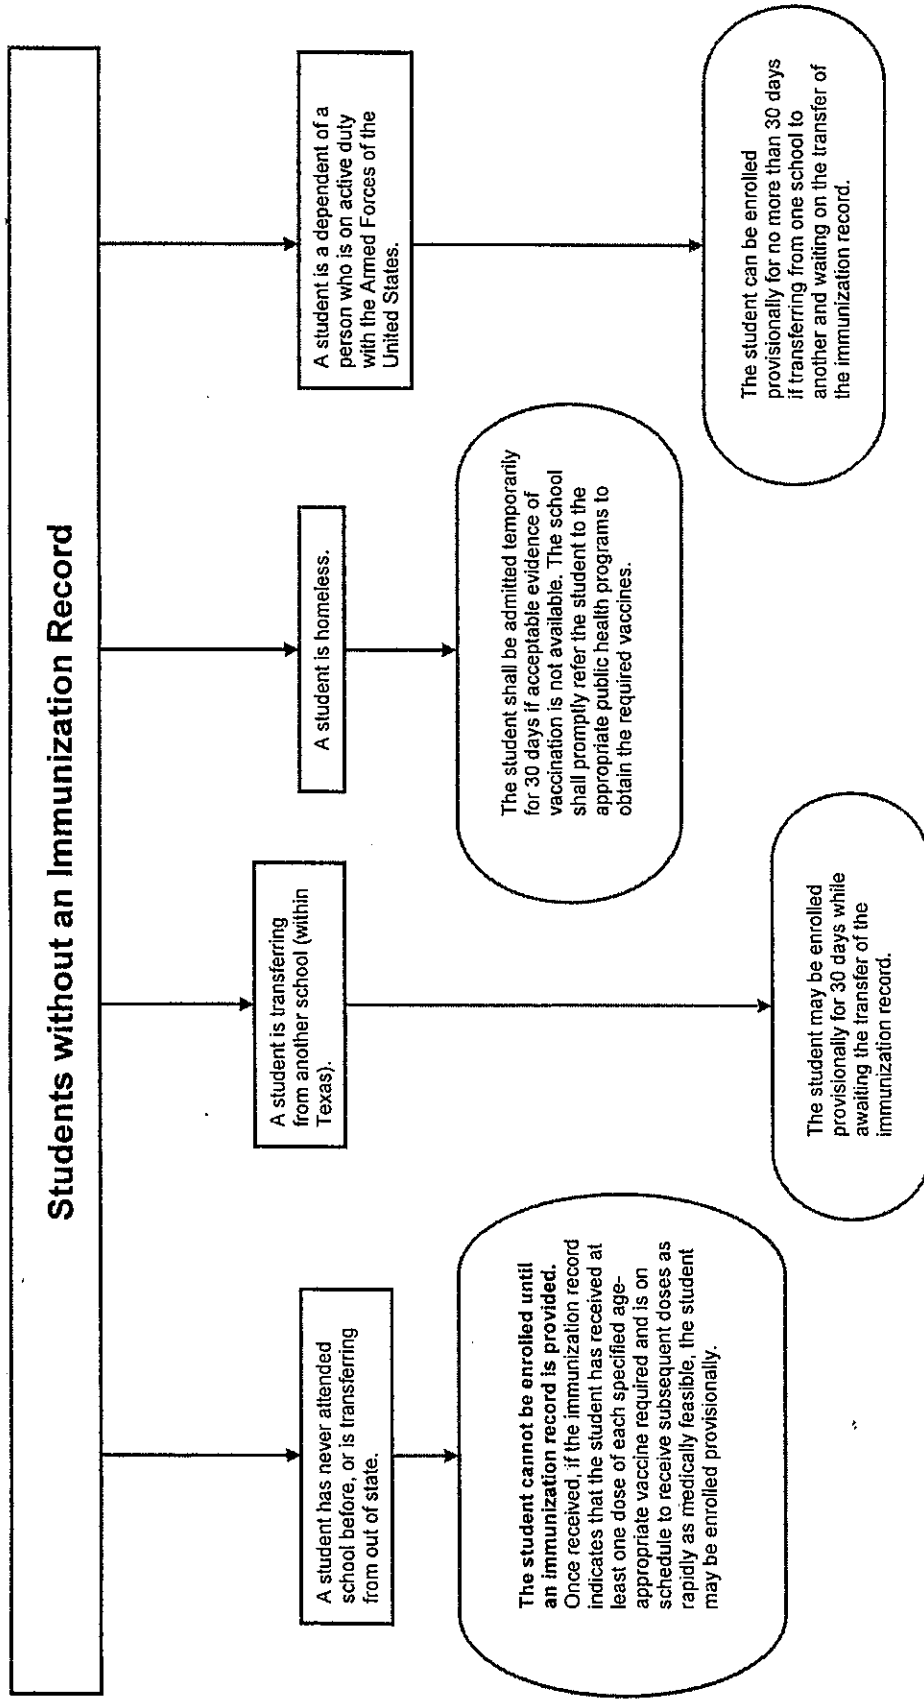 Students without an Immunization Record
A student has never attended
school before, or is transferring
from out of state.
The student cannot be enrolled until
an immunization record is provided.
Once received, if the immunization record
indicates that the student has received at
least one dose of each specified age-
appropriate vaccine required and is on
schedule to receive subsequent doses as
rapidly as medically feasible, the student
may be enrolled provisionally.
A student is transferring
from another school (within
Texas).
The student may be enrolled
provisionally for 30 days while
awaiting the transfer of the
immunization record.
A student is homeless.
The student shall be admitted temporarily
for 30 days if acceptable evidence of
vaccination is not available. The school
shall promptly refer the student to the
appropriate public health programs to
obtain the required vaccines.
A student is a dependent of a
person who is on active duty
with the Armed Forces of the
United States.
The student can be enrolled
provisionally for no more than 30 days
if transferring from one school to
another and waiting on the transfer of
the immunization record.